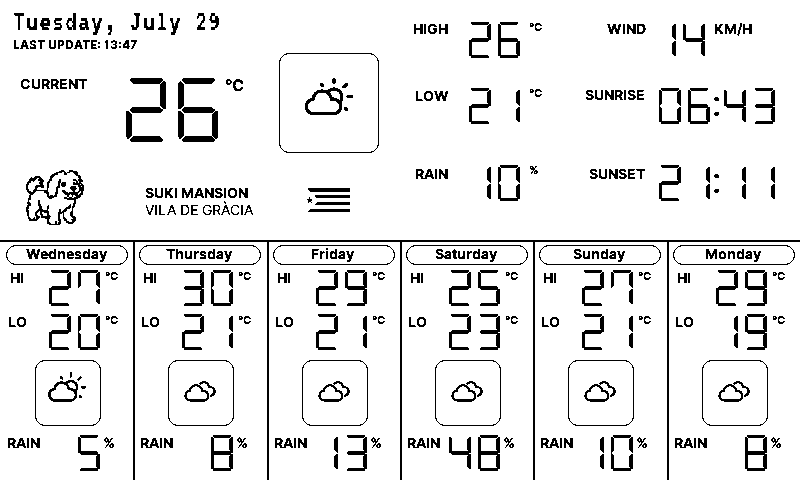 Tuesday, July 29
LAST UPDATE: 13:47
CURRENT 26 °C
HIGH 26 °C
WIND 14 KM/H
LOW 21 °C
SUNRISE 06:43
RAIN 10 %
SUNSET 21:11
SUKI MANSION
VILA DE GRÀCIA
Wednesday
HI 27 °C
LO 20 °C
RAIN 5 %
Thursday
HI 30 °C
LO 21 °C
RAIN 8 %
Friday
HI 29 °C
LO 21 °C
RAIN 13 %
Saturday
HI 25 °C
LO 23 °C
RAIN 48 %
Sunday
HI 27 °C
LO 21 °C
RAIN 10 %
Monday
HI 29 °C
LO 19 °C
RAIN 8 %